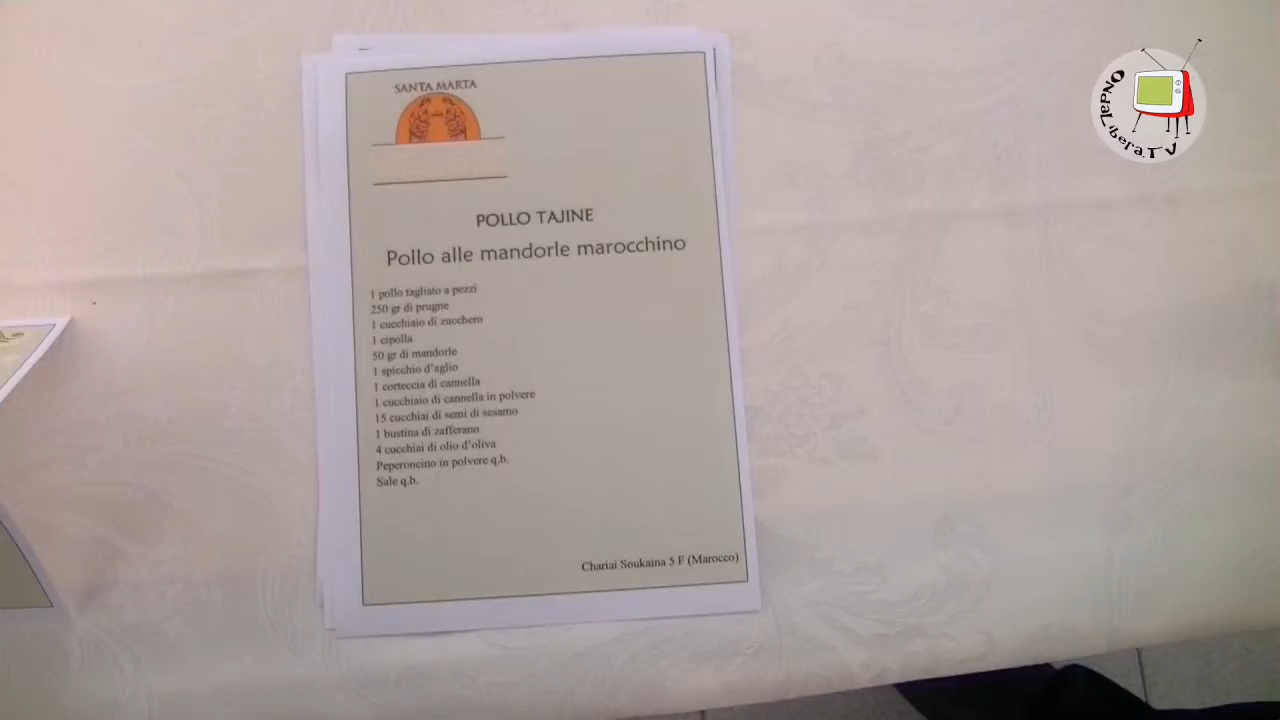 SANTA MARTA
POLLO TAJINE
Pollo alle mandorle marocchino
1 pollo tagliato a pezzi
250 gr di prugne
1 cucchiaio di zucchero
1 cipolla
50 gr di mandorle
1 spicchio d'aglio
1 corteccia di cannella
1 cucchiaio di cannella in polvere
15 cucchiai di semi di sesamo
1 bustina di zafferano
4 cucchiai di olio d'oliva
Peperoncino in polvere q.b.
Sale q.b.
Chariai Soukaina 5 F (Marocco)
OndaLibera.TV